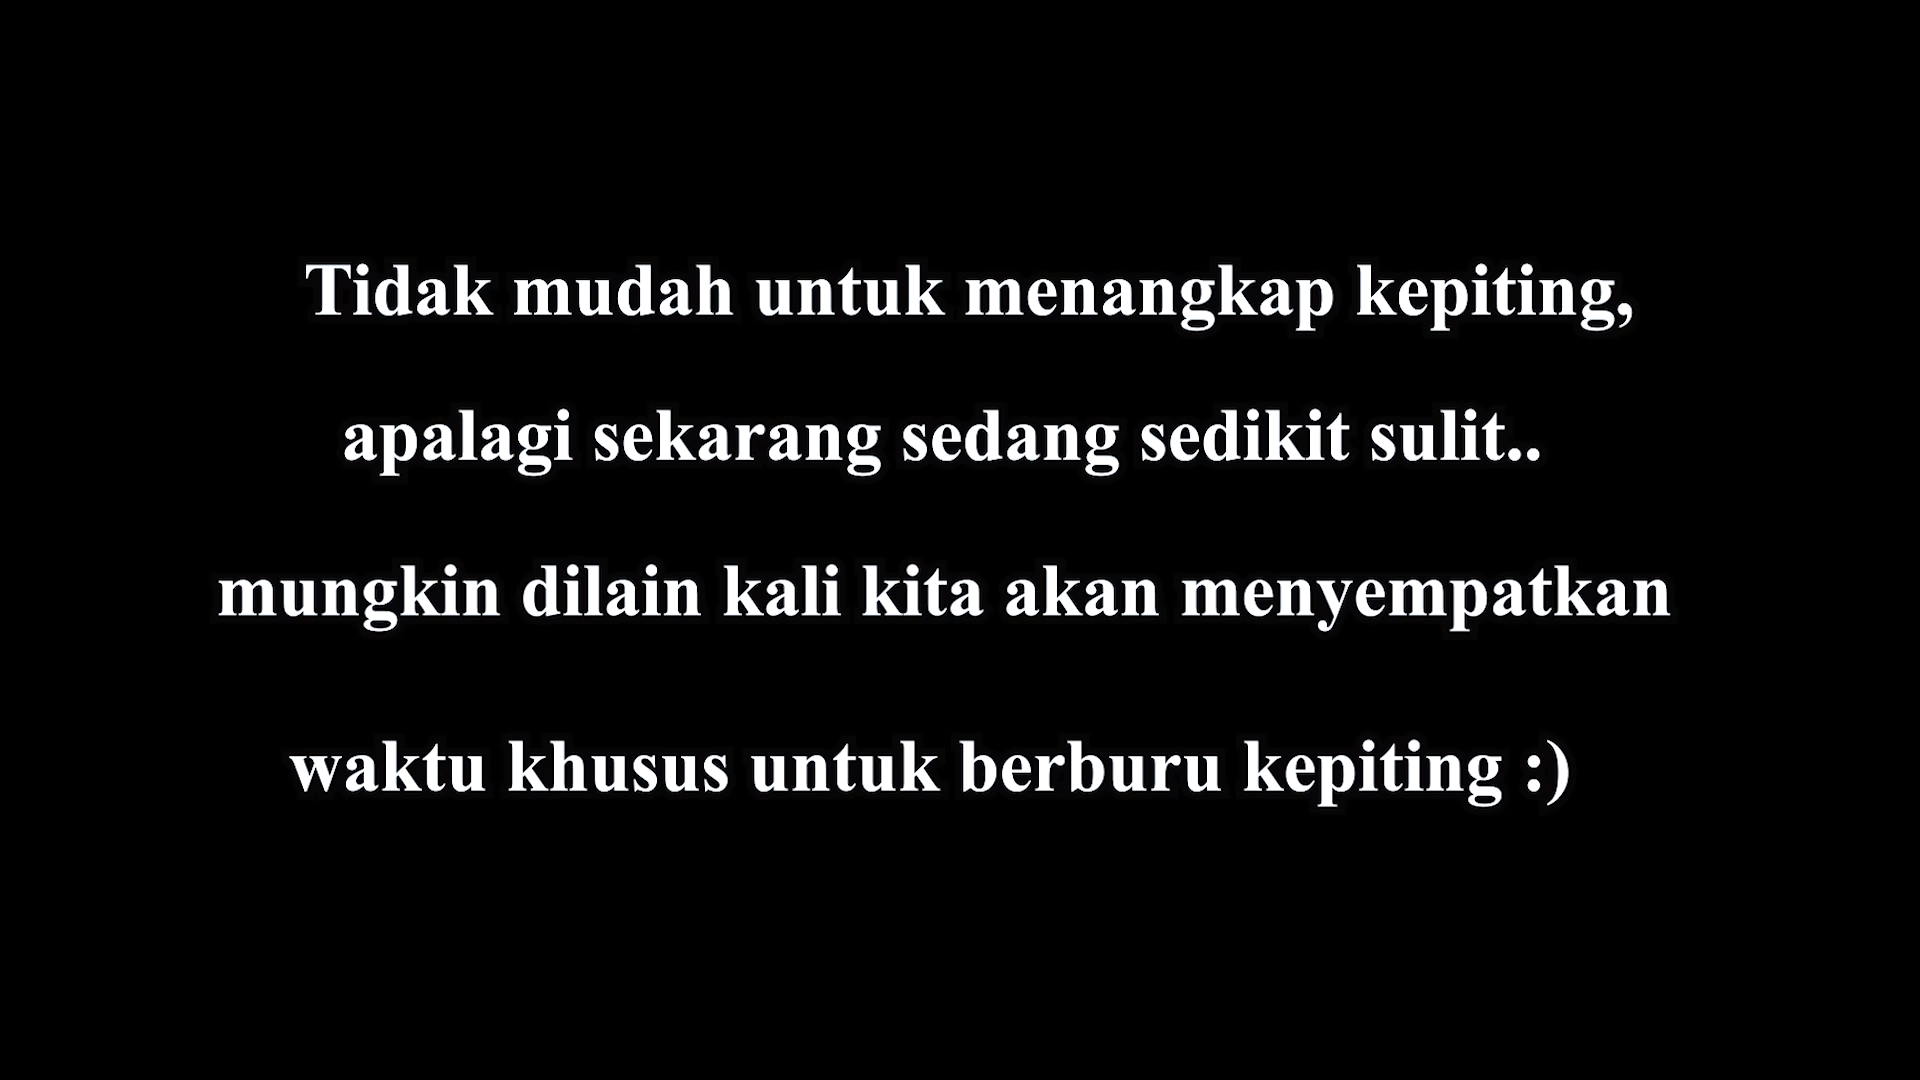 Tidak mudah untuk menangkap kepiting,
apalagi sekarang sedang sedikit sulit..
mungkin dilain kali kita akan menyempatkan
waktu khusus untuk berburu kepiting :)